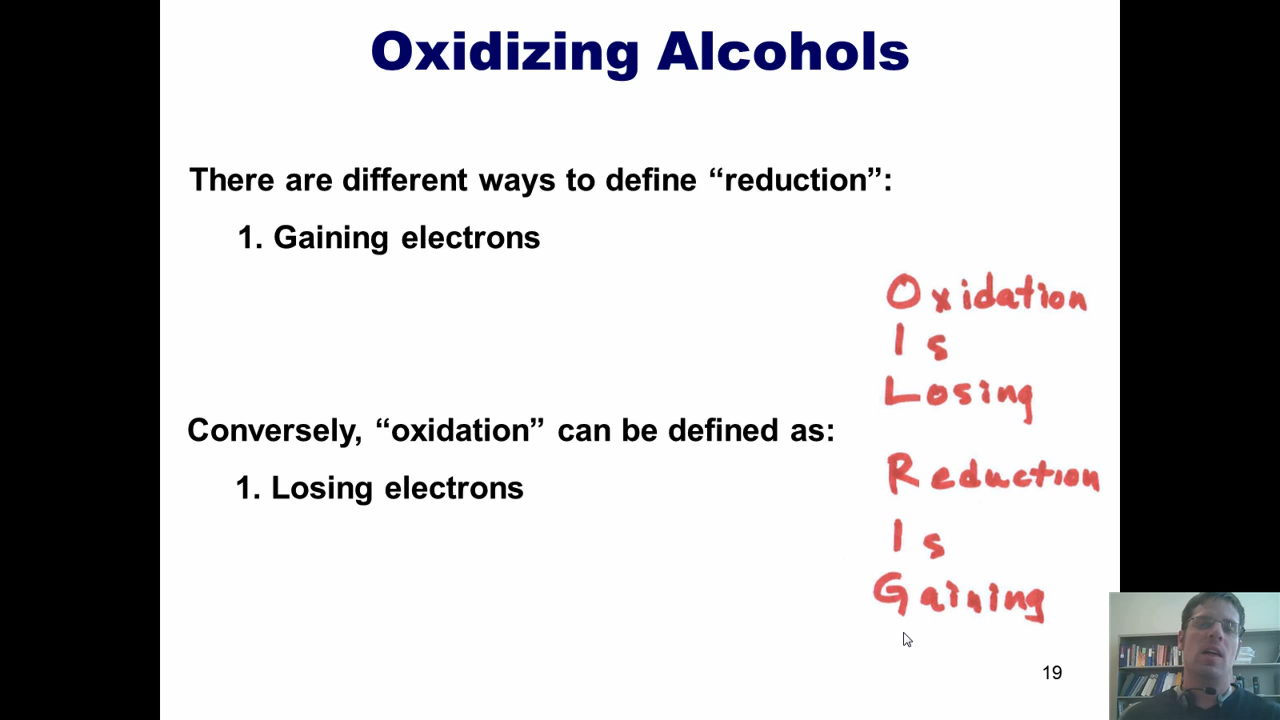 Oxidizing Alcohols
There are different ways to define “reduction”:
1. Gaining electrons
Oxidation
Is
Losing
Conversely, “oxidation” can be defined as:
1. Losing electrons
Reduction
Is
Gaining
19